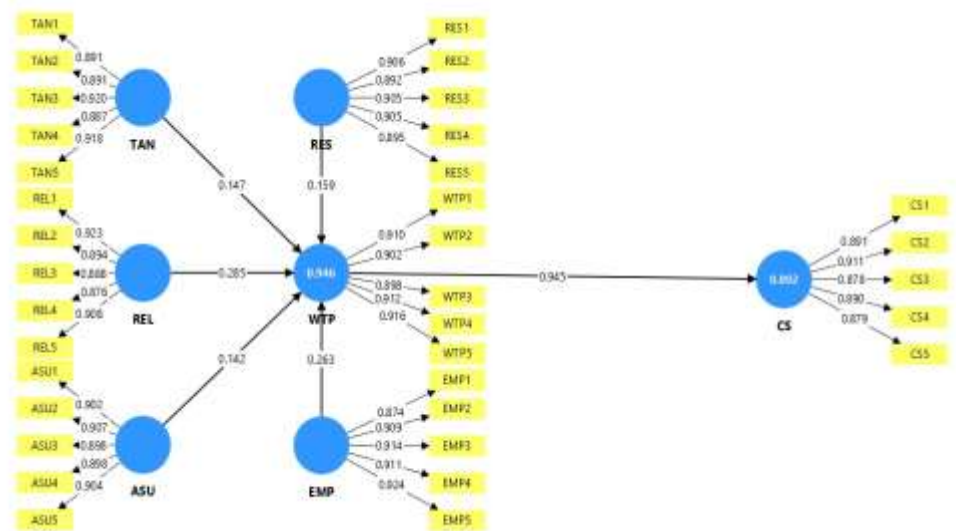 TAN1
TAN2
TAN3
TAN4
TAN5
0.891
0.891
0.920
0.887
0.918
TAN
RES1
RES2
RES3
RES4
RES5
0.906
0.892
0.905
0.905
0.895
RES
0.147
0.159
REL1
REL2
REL3
REL4
REL5
0.923
0.894
0.888
0.876
0.908
REL
0.285
WTP1
WTP2
WTP3
WTP4
WTP5
0.910
0.902
0.898
0.912
0.916
0.946
WTP
0.945
CS1
CS2
CS3
CS4
CS5
0.891
0.911
0.878
0.890
0.879
0.892
CS
0.142
0.263
ASU1
ASU2
ASU3
ASU4
ASU5
0.902
0.907
0.898
0.898
0.904
ASU
EMP1
EMP2
EMP3
EMP4
EMP5
0.874
0.909
0.914
0.911
0.924
EMP